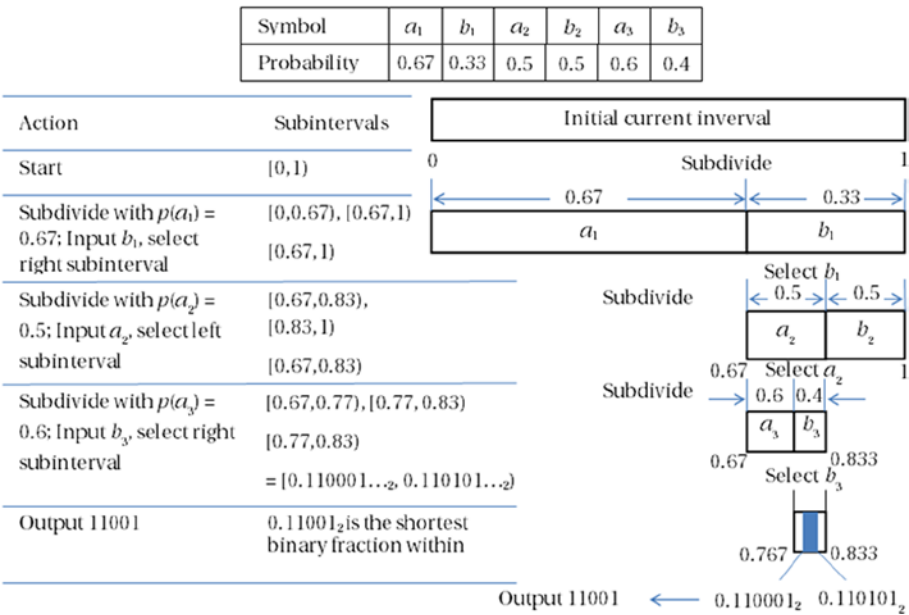 Symbol a₁ b₁ a₂ b₂ a₃ b₃
Probability 0.67 0.33 0.5 0.5 0.6 0.4
Action Subintervals
Start [0,1)
Subdivide with p(a₁) =
0.67; Input b₁, select
right subinterval
[0,0.67), [0.67,1)
[0.67,1)
Subdivide with p(a₂) =
0.5; Input a₂, select left
subinterval
[0.67,0.83),
[0.83,1)
[0.67,0.83)
Subdivide with p(a₃) =
0.6; Input b₃, select right
subinterval
[0.67,0.77), [0.77, 0.83)
[0.77,0.83)
= [0.110001…₂, 0.110101…₂)
Output 11001
0.11001₂ is the shortest
binary fraction within
Initial current inverval
0 Subdivide 1
0.67 0.33
a₁ b₁
Select b₁
Subdivide 0.5 0.5
a₂ b₂
0.67 Select a₂ 1
Subdivide 0.6 0.4
a₃ b₃
0.67 0.833
Select b₃
0.767 0.833
Output 11001 0.110001₂ 0.110101₂